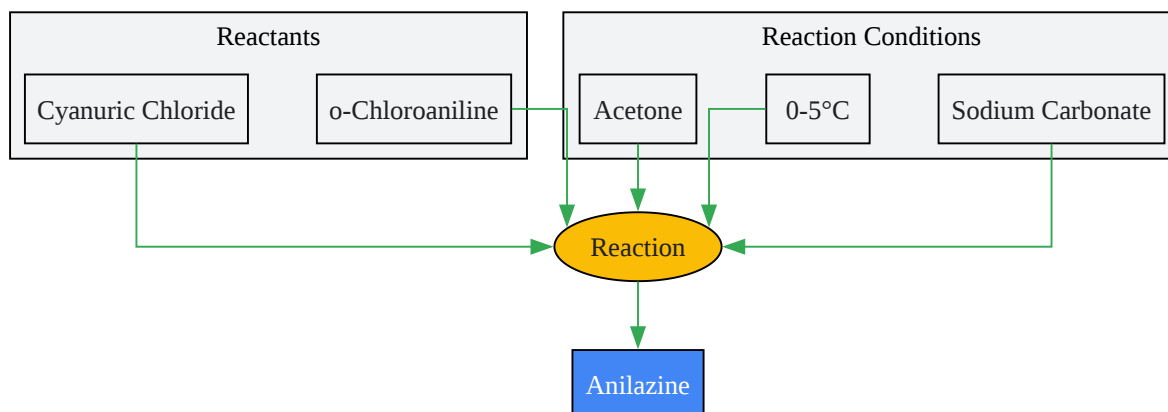 Reactants
Reaction Conditions
Cyanuric Chloride
o-Chloroaniline
Acetone
0-5°C
Sodium Carbonate
Reaction
Anilazine